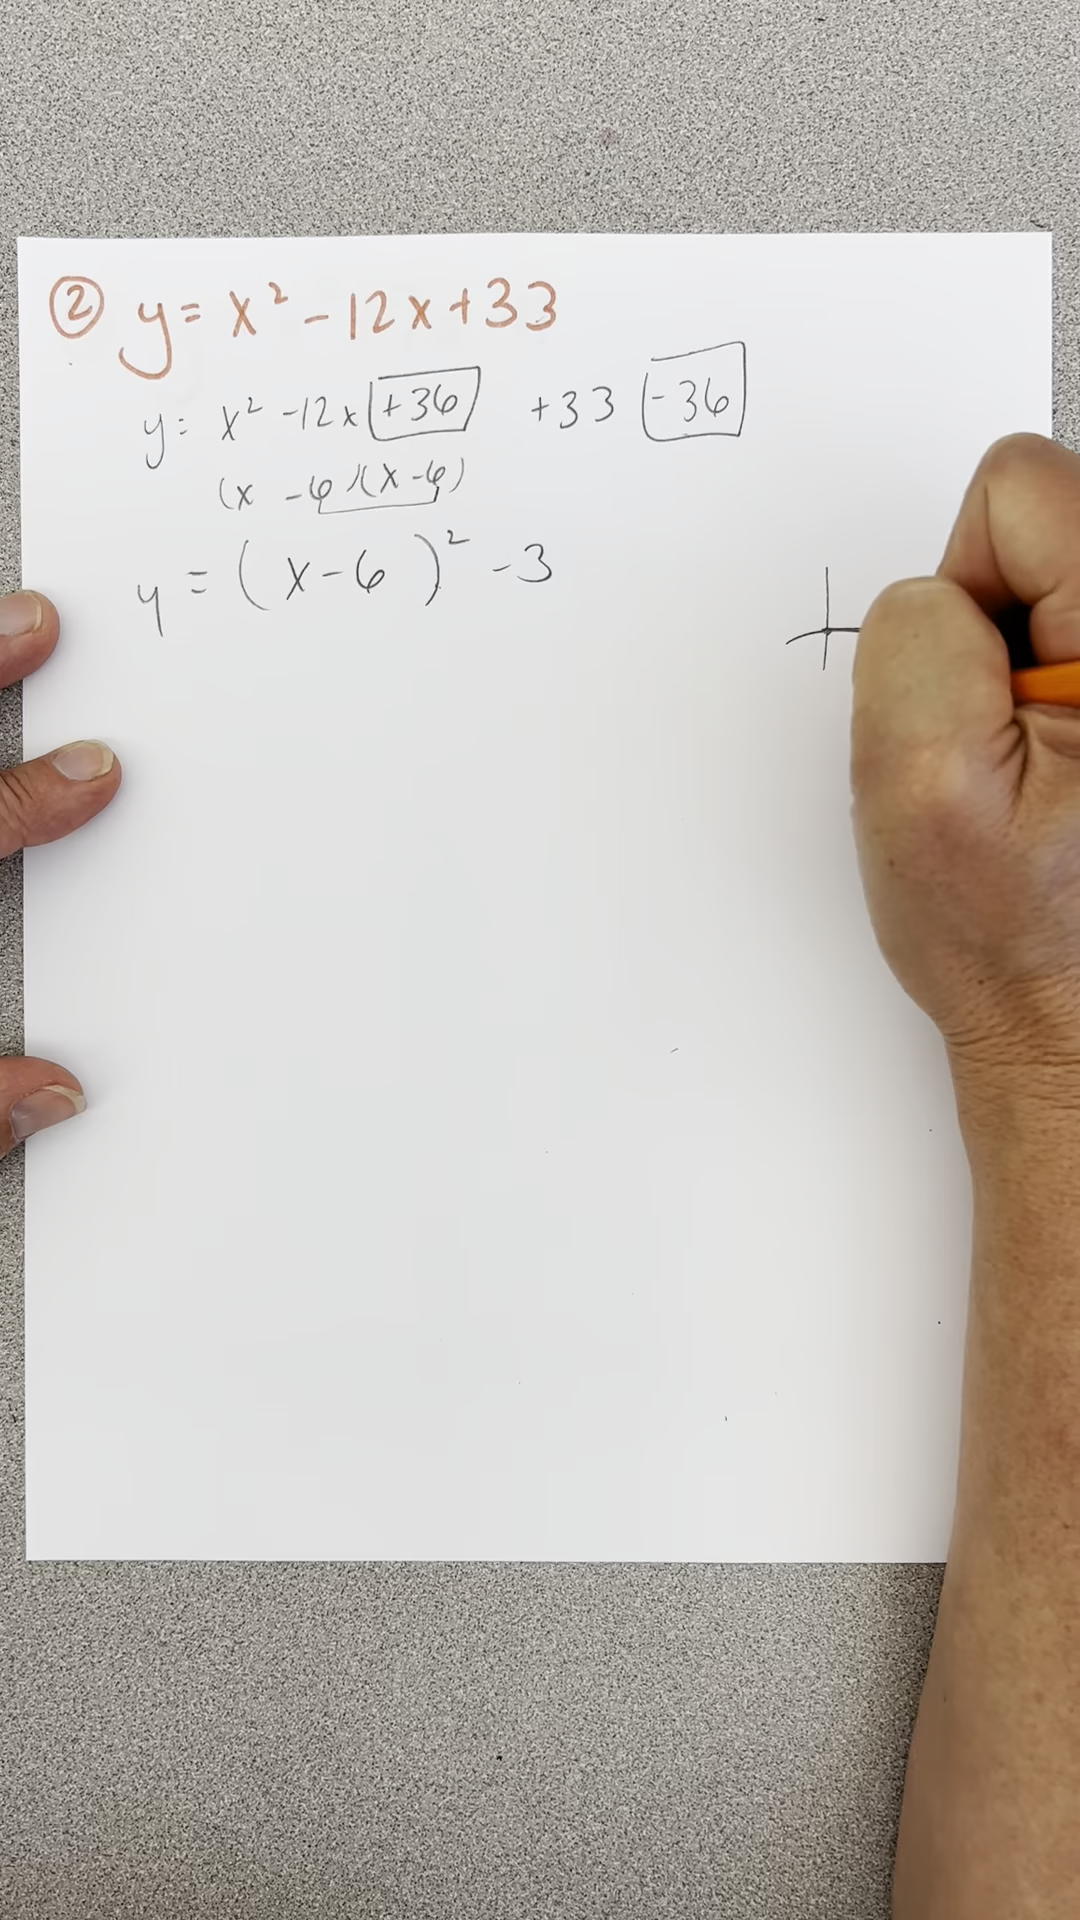 ② y = x² - 12x + 33
y = x² - 12x +36 +33 -36
(x - 6)(x - 6)
y = (x - 6)² - 3